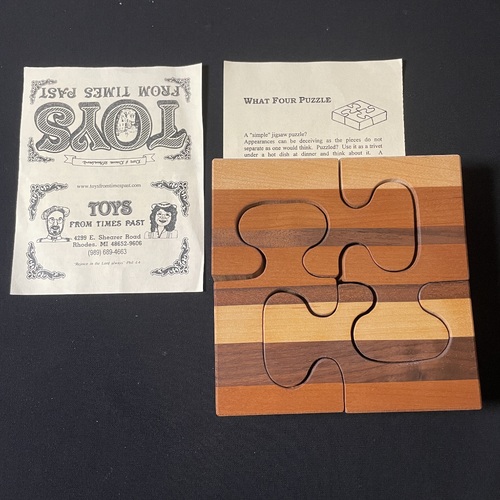 FROM TIMES PAST
TOYS
www.toysfromtimespast.com
TOYS
FROM TIMES PAST
4299 E. Shearer Road
Rhodes, MI 48652-9606
(989) 689-4663
WHAT FOUR PUZZLE
A "simple" jigsaw puzzle?
Appearances can be deceiving as the pieces do not
separate as one would think. Puzzled? Use it as a trivet
under a hot dish at dinner and think about it. A